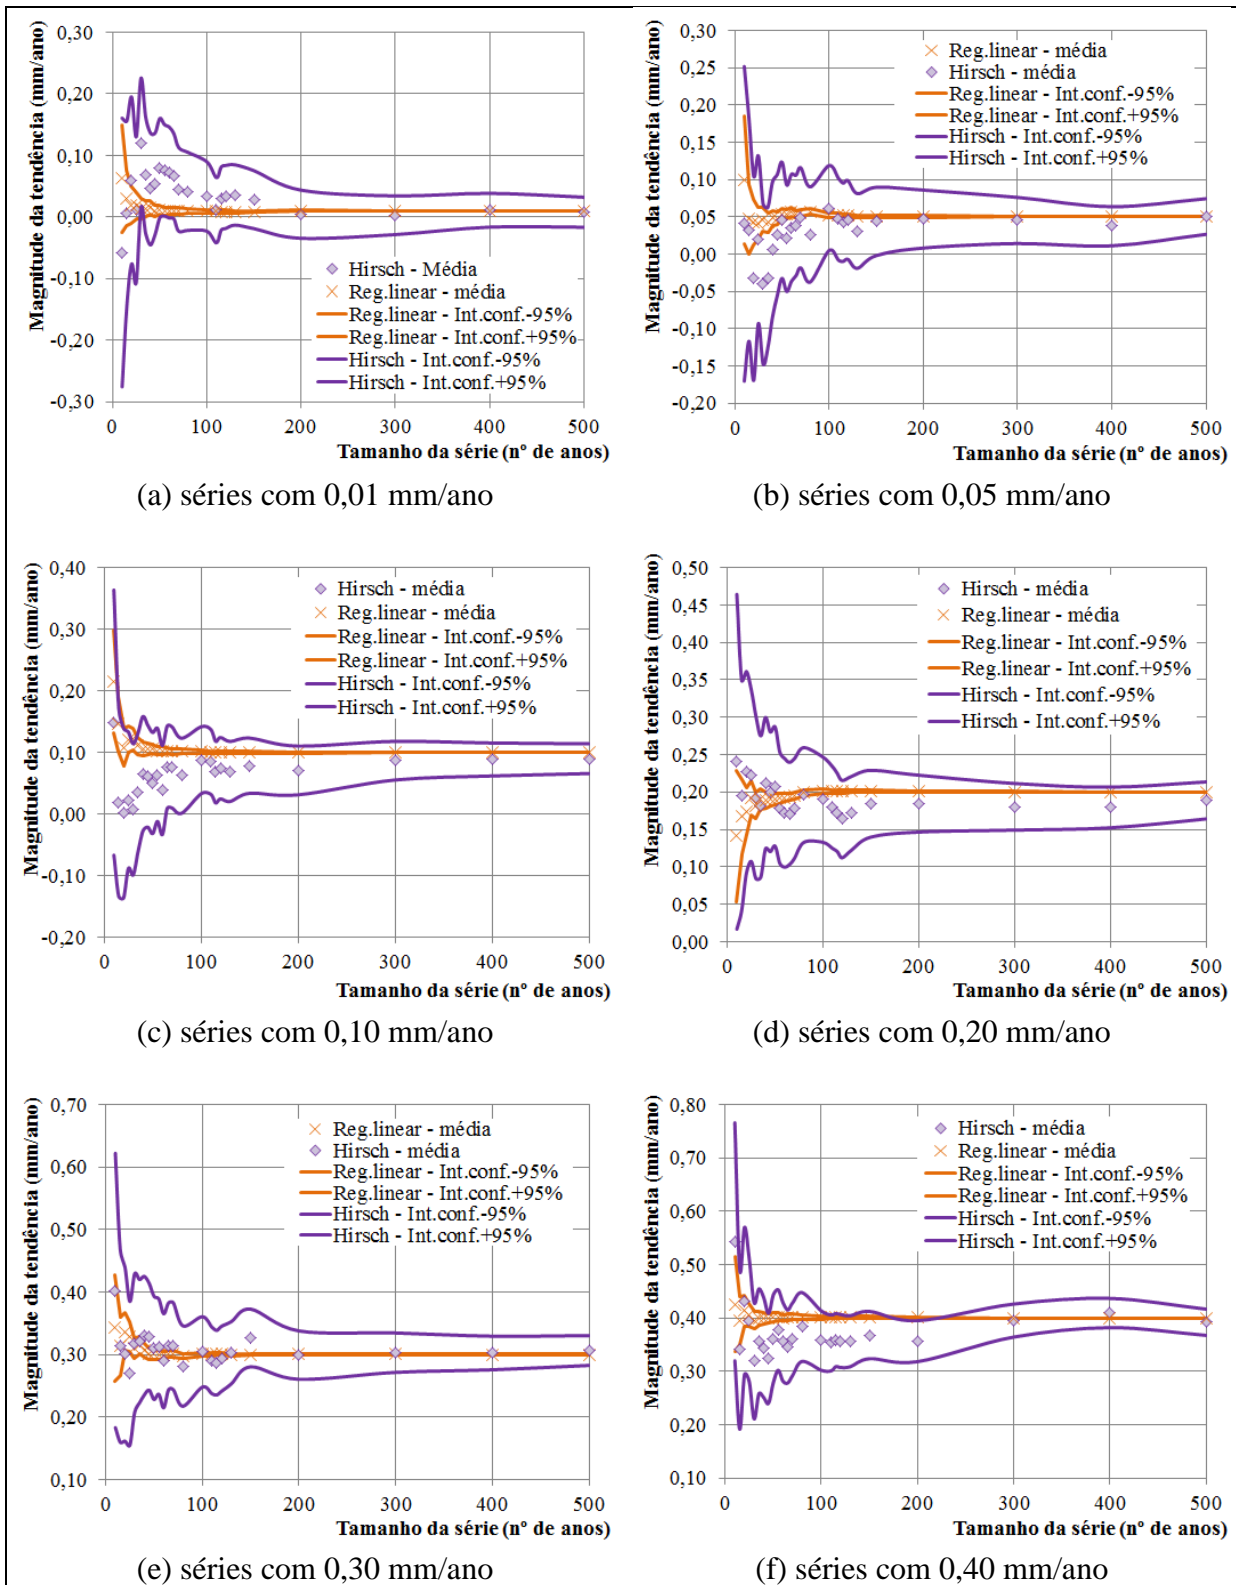 Magnitude da tendência (mm/ano)
0,30
0,20
0,10
0,00
-0,10
-0,20
-0,30
0 100 200 300 400 500
Tamanho da série (nº de anos)
Hirsch - Média
Reg.linear - média
Reg.linear - Int.conf.-95%
Reg.linear - Int.conf.+95%
Hirsch - Int.conf.-95%
Hirsch - Int.conf.+95%
(a) séries com 0,01 mm/ano
Magnitude da tendência (mm/ano)
0,30
0,25
0,20
0,15
0,10
0,05
0,00
-0,05
-0,10
-0,15
-0,20
0 100 200 300 400 500
Tamanho da série (nº de anos)
Reg.linear - média
Hirsch - média
Reg.linear - Int.conf.-95%
Reg.linear - Int.conf.+95%
Hirsch - Int.conf.-95%
Hirsch - Int.conf.+95%
(b) séries com 0,05 mm/ano
Magnitude da tendência (mm/ano)
0,40
0,30
0,20
0,10
0,00
-0,10
-0,20
0 100 200 300 400 500
Tamanho da série (nº de anos)
Hirsch - média
Reg.linear - média
Reg.linear - Int.conf.-95%
Reg.linear - Int.conf.+95%
Hirsch - Int.conf.-95%
Hirsch - Int.conf.+95%
(c) séries com 0,10 mm/ano
Magnitude da tendência (mm/ano)
0,50
0,45
0,40
0,35
0,30
0,25
0,20
0,15
0,10
0,05
0,00
0 100 200 300 400 500
Tamanho da série (nº de anos)
Hirsch - média
Reg.linear - média
Reg.linear - Int.conf.-95%
Reg.linear - Int.conf.+95%
Hirsch - Int.conf.-95%
Hirsch - Int.conf.+95%
(d) séries com 0,20 mm/ano
Magnitude da tendência (mm/ano)
0,70
0,60
0,50
0,40
0,30
0,20
0,10
0 100 200 300 400 500
Tamanho da série (nº de anos)
Reg.linear - média
Hirsch - média
Reg.linear - Int.conf.-95%
Reg.linear - Int.conf.+95%
Hirsch - Int.conf.-95%
Hirsch - Int.conf.+95%
(e) séries com 0,30 mm/ano
Magnitude da tendência (mm/ano)
0,80
0,70
0,60
0,50
0,40
0,30
0,20
0,10
0 100 200 300 400 500
Tamanho da série (nº de anos)
Hirsch - média
Reg.linear - média
Reg.linear - Int.conf.-95%
Reg.linear - Int.conf.+95%
Hirsch - Int.conf.-95%
Hirsch - Int.conf.+95%
(f) séries com 0,40 mm/ano